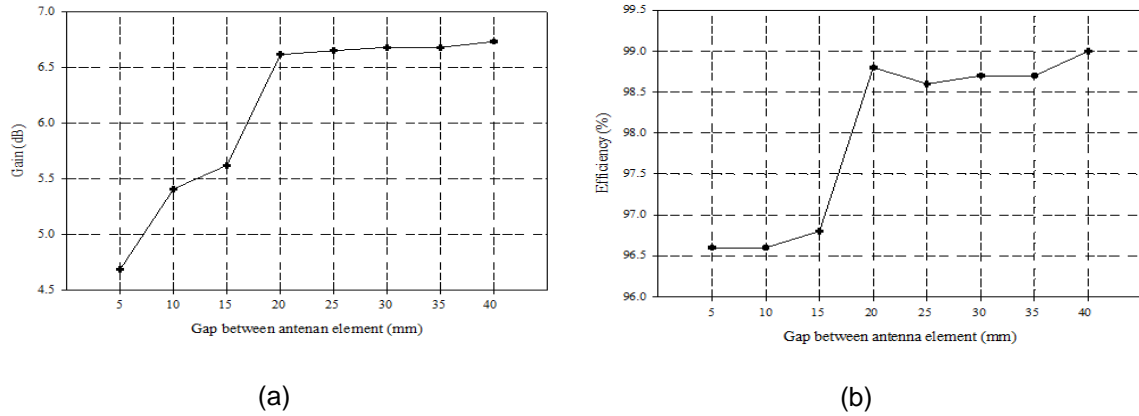 7.0
6.5
6.0
5.5
5.0
4.5
Gain (dB)
5 10 15 20 25 30 35 40
Gap between antenan element (mm)
(a)
99.5
99.0
98.5
98.0
97.5
97.0
96.5
96.0
Efficiency (%)
5 10 15 20 25 30 35 40
Gap between antenna element (mm)
(b)